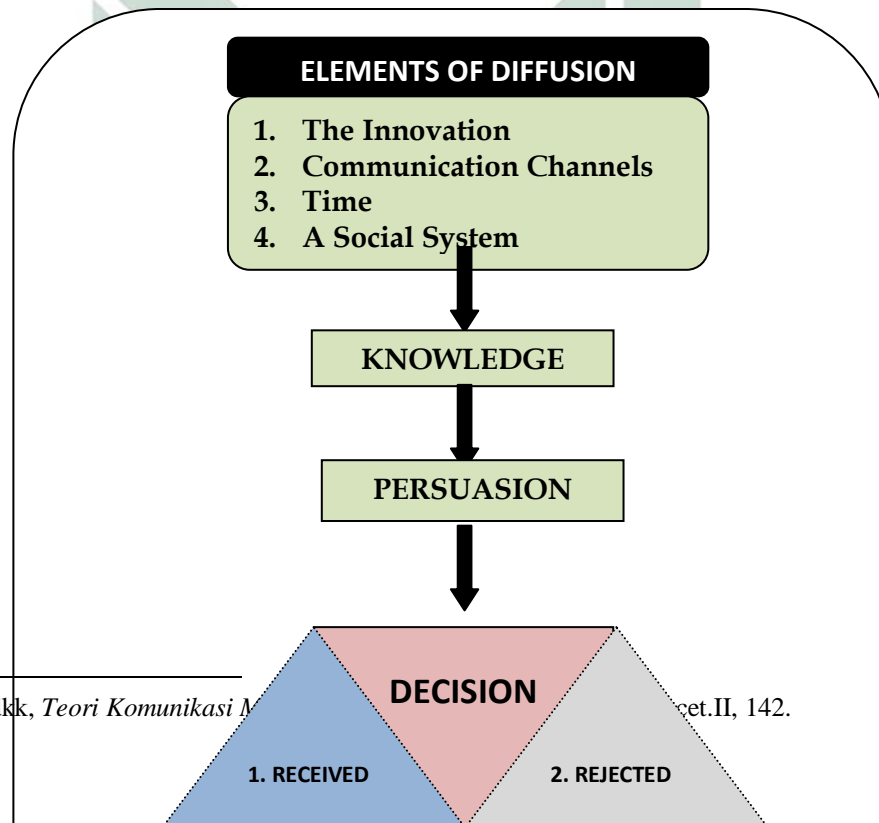 ELEMENTS OF DIFFUSION
1. The Innovation
2. Communication Channels
3. Time
4. A Social System
KNOWLEDGE
PERSUASION
DECISION
kk, Teori Komunikasi cet.II, 142.
1. RECEIVED 2. REJECTED